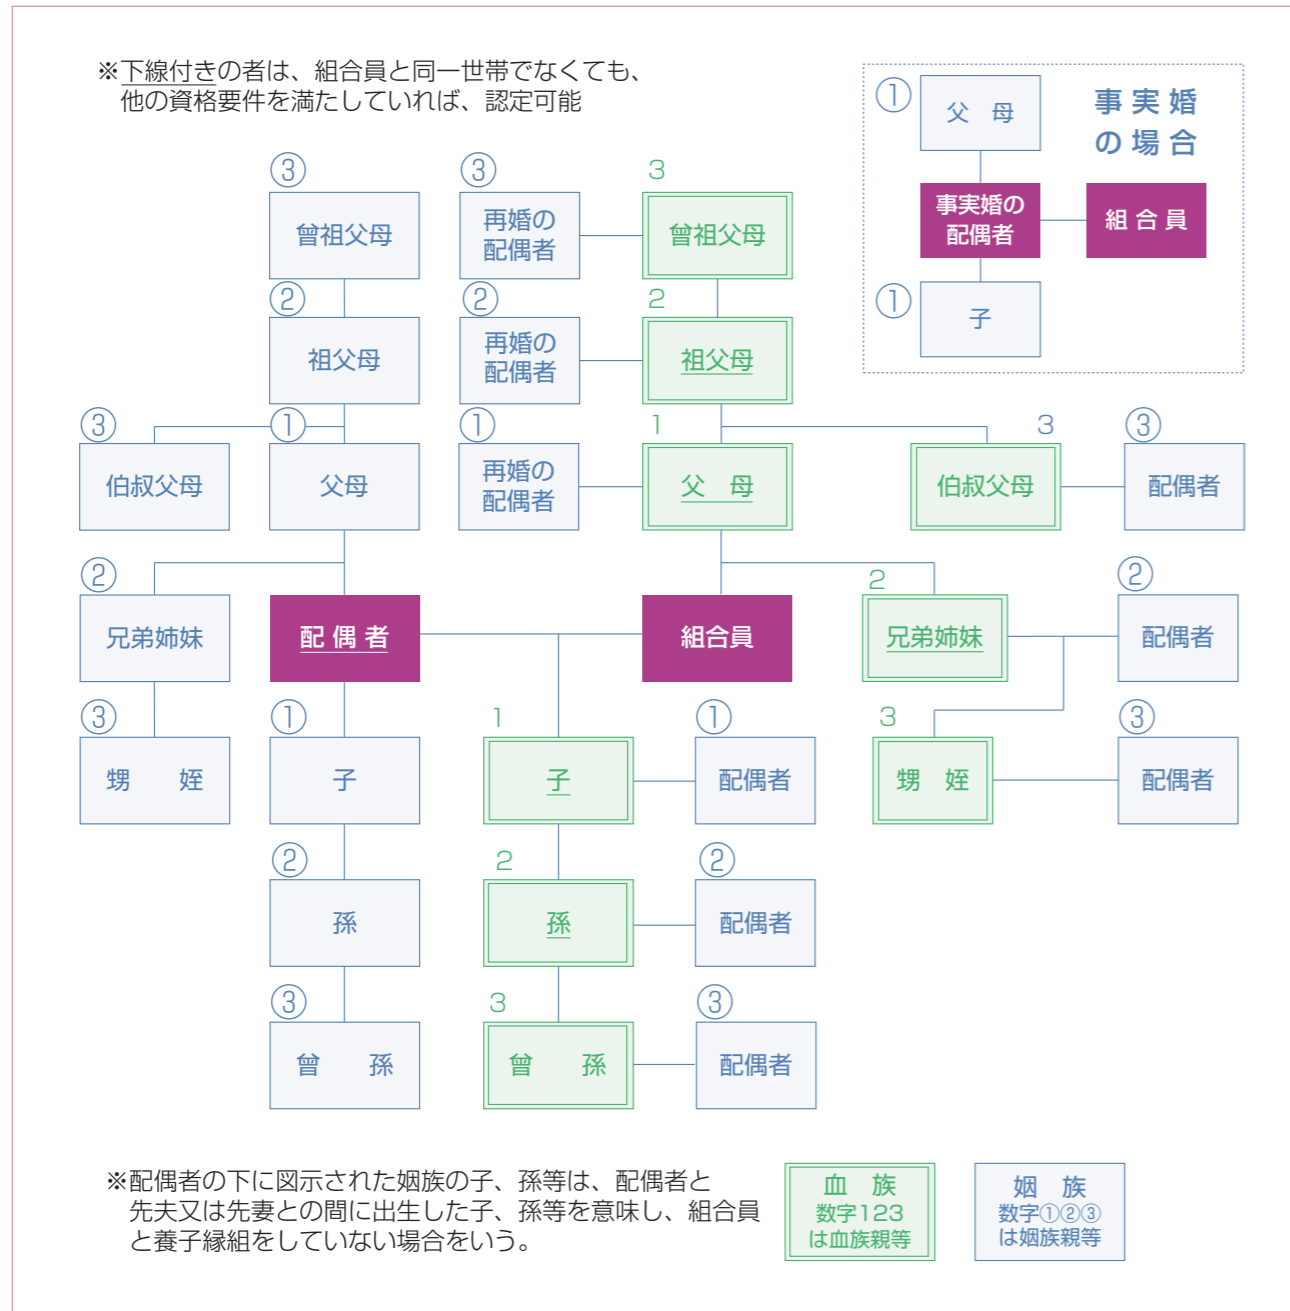 ※下線付きの者は、組合員と同一世帯でなくても、
他の資格要件を満たしていれば、認定可能
事実婚
の場合
①
父　母
事実婚の
配偶者
組合員
①
子
③
曾祖父母
③
再婚の
配偶者
3
曾祖父母
②
祖父母
②
再婚の
配偶者
2
祖父母
③
伯叔父母
①
父母
①
再婚の
配偶者
1
父　母
3
伯叔父母
③
配偶者
②
兄弟姉妹
配偶者
組合員
2
兄弟姉妹
②
配偶者
③
甥　姪
①
子
1
子
①
配偶者
3
甥　姪
③
配偶者
②
孫
2
孫
②
配偶者
③
曾　孫
3
曾　孫
③
配偶者
※配偶者の下に図示された姻族の子、孫等は、配偶者と
先夫又は先妻との間に出生した子、孫等を意味し、組合員
と養子縁組をしていない場合をいう。
血　族
数字123
は血族親等
姻　族
数字①②③
は姻族親等